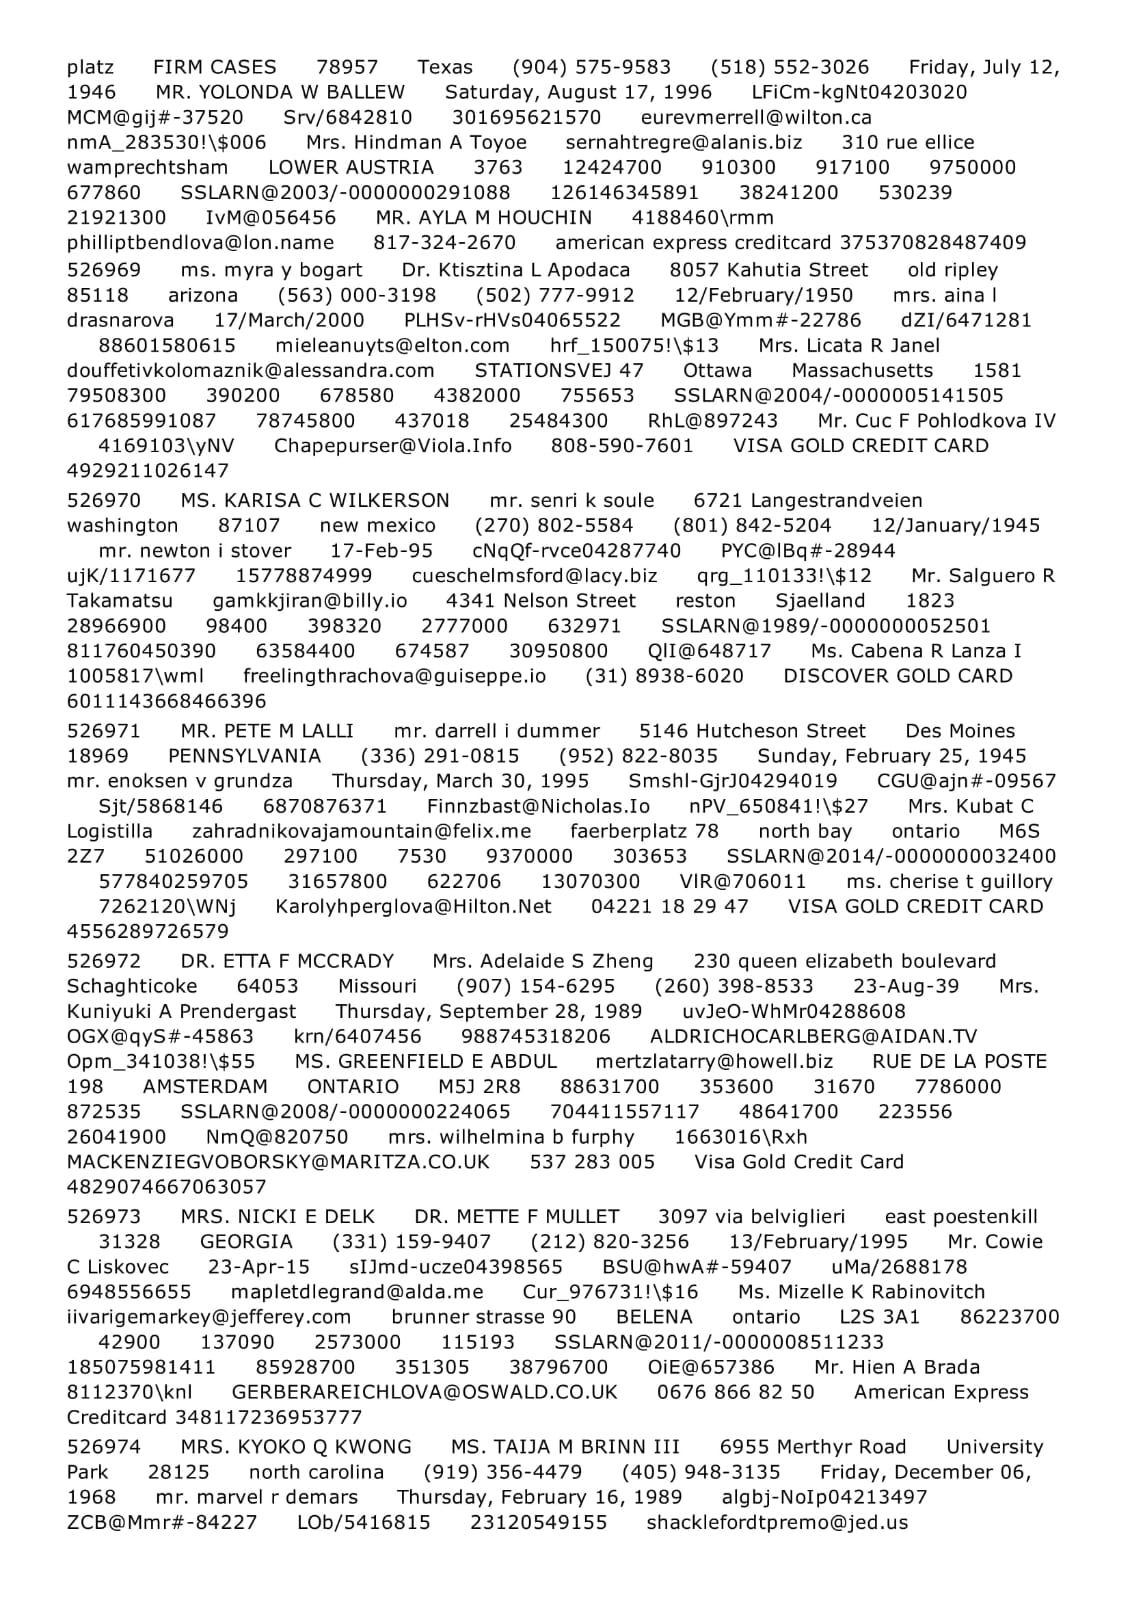 platz FIRM CASES 78957 Texas (904) 575-9583 (518) 552-3026 Friday, July 12,
1946 MR. YOLONDA W BALLEW Saturday, August 17, 1996 LFiCm-kgNt04203020
MCM@gij#-37520 Srv/6842810 301695621570 eurevmerrell@wilton.ca
nmA_283530!\$006 Mrs. Hindman A Toyoe sernahtregre@alanis.biz 310 rue ellice
wamprechtsham LOWER AUSTRIA 3763 12424700 910300 917100 9750000
677860 SSLARN@2003/-0000000291088 126146345891 38241200 530239
21921300 IvM@056456 MR. AYLA M HOUCHIN 4188460\rmm
philliptbendlova@lon.name 817-324-2670 american express creditcard 375370828487409
526969 ms. myra y bogart Dr. Ktisztina L Apodaca 8057 Kahutia Street old ripley
85118 arizona (563) 000-3198 (502) 777-9912 12/February/1950 mrs. aina l
drasnarova 17/March/2000 PLHSv-rHVs04065522 MGB@Ymm#-22786 dZI/6471281
88601580615 mieleanuyts@elton.com hrf_150075!\$13 Mrs. Licata R Janel
douffetivkolomaznik@alessandra.com STATIONSVEJ 47 Ottawa Massachusetts 1581
79508300 390200 678580 4382000 755653 SSLARN@2004/-0000005141505
617685991087 78745800 437018 25484300 RhL@897243 Mr. Cuc F Pohlodkova IV
4169103\yNV Chapepurser@Viola.Info 808-590-7601 VISA GOLD CREDIT CARD
4929211026147
526970 MS. KARISA C WILKERSON mr. senri k soule 6721 Langestrandveien
washington 87107 new mexico (270) 802-5584 (801) 842-5204 12/January/1945
mr. newton i stover 17-Feb-95 cNqQf-rvce04287740 PYC@lBq#-28944
ujK/1171677 15778874999 cueschelmsford@lacy.biz qrg_110133!\$12 Mr. Salguero R
Takamatsu gamkkjiran@billy.io 4341 Nelson Street reston Sjaelland 1823
28966900 98400 398320 2777000 632971 SSLARN@1989/-0000000052501
811760450390 63584400 674587 30950800 QlI@648717 Ms. Cabena R Lanza I
1005817\wml freelingthrachova@guiseppe.io (31) 8938-6020 DISCOVER GOLD CARD
6011143668466396
526971 MR. PETE M LALLI mr. darrell i dummer 5146 Hutcheson Street Des Moines
18969 PENNSYLVANIA (336) 291-0815 (952) 822-8035 Sunday, February 25, 1945
mr. enoksen v grundza Thursday, March 30, 1995 Smshl-GjrJ04294019 CGU@ajn#-09567
Sjt/5868146 6870876371 Finnzbast@Nicholas.Io nPV_650841!\$27 Mrs. Kubat C
Logistilla zahradnikovajamountain@felix.me faerberplatz 78 north bay ontario M6S
2Z7 51026000 297100 7530 9370000 303653 SSLARN@2014/-0000000032400
577840259705 31657800 622706 13070300 VlR@706011 ms. cherise t guillory
7262120\WNj Karolyhperglova@Hilton.Net 04221 18 29 47 VISA GOLD CREDIT CARD
4556289726579
526972 DR. ETTA F MCCRADY Mrs. Adelaide S Zheng 230 queen elizabeth boulevard
Schaghticoke 64053 Missouri (907) 154-6295 (260) 398-8533 23-Aug-39 Mrs.
Kuniyuki A Prendergast Thursday, September 28, 1989 uvJeO-WhMr04288608
OGX@qyS#-45863 krn/6407456 988745318206 ALDRICHOCARLBERG@AIDAN.TV
Opm_341038!\$55 MS. GREENFIELD E ABDUL mertzlatarry@howell.biz RUE DE LA POSTE
198 AMSTERDAM ONTARIO M5J 2R8 88631700 353600 31670 7786000
872535 SSLARN@2008/-0000000224065 704411557117 48641700 223556
26041900 NmQ@820750 mrs. wilhelmina b furphy 1663016\Rxh
MACKENZIEGVOBORSKY@MARITZA.CO.UK 537 283 005 Visa Gold Credit Card
4829074667063057
526973 MRS. NICKI E DELK DR. METTE F MULLET 3097 via belviglieri east poestenkill
31328 GEORGIA (331) 159-9407 (212) 820-3256 13/February/1995 Mr. Cowie
C Liskovec 23-Apr-15 sIJmd-ucze04398565 BSU@hwA#-59407 uMa/2688178
6948556655 mapletdlegrand@alda.me Cur_976731!\$16 Ms. Mizelle K Rabinovitch
iivarigemarkey@jefferey.com brunner strasse 90 BELENA ontario L2S 3A1 86223700
42900 137090 2573000 115193 SSLARN@2011/-0000008511233
185075981411 85928700 351305 38796700 OiE@657386 Mr. Hien A Brada
8112370\knl GERBERAREICHLOVA@OSWALD.CO.UK 0676 866 82 50 American Express
Creditcard 348117236953777
526974 MRS. KYOKO Q KWONG MS. TAIJA M BRINN III 6955 Merthyr Road University
Park 28125 north carolina (919) 356-4479 (405) 948-3135 Friday, December 06,
1968 mr. marvel r demars Thursday, February 16, 1989 algbj-NoIp04213497
ZCB@Mmr#-84227 LOb/5416815 23120549155 shacklefordtpremo@jed.us